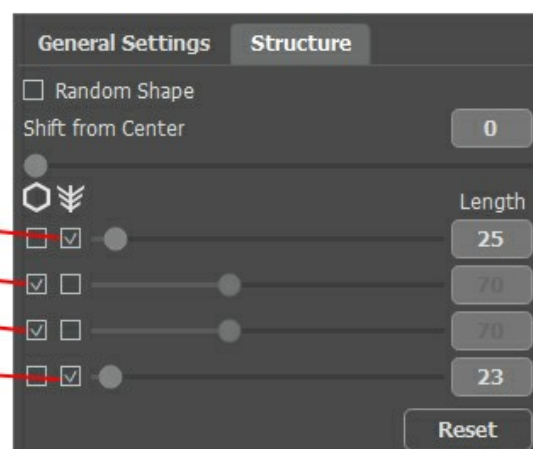 General Settings Structure
Random Shape
Shift from Center 0
Length
25
70
70
23
Reset